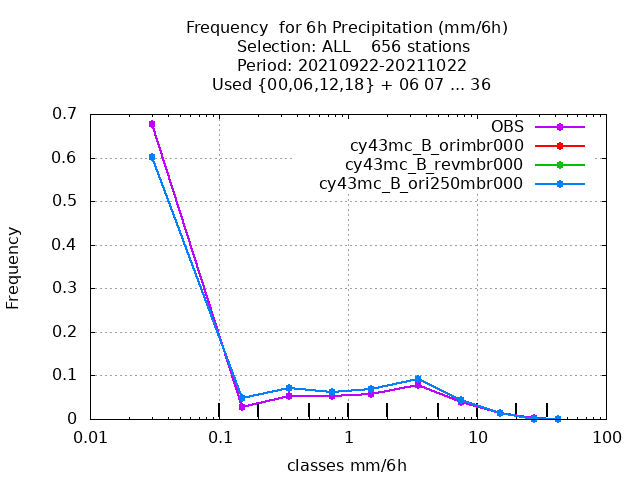 Frequency  for 6h Precipitation (mm/6h)
Selection: ALL    656 stations
Period: 20210922-20211022
Used {00,06,12,18} + 06 07 ... 36
OBS
cy43mc_B_orimbr000
cy43mc_B_revmbr000
cy43mc_B_ori250mbr000
Frequency
0.7
0.6
0.5
0.4
0.3
0.2
0.1
0
0.01 0.1 1 10 100
classes mm/6h